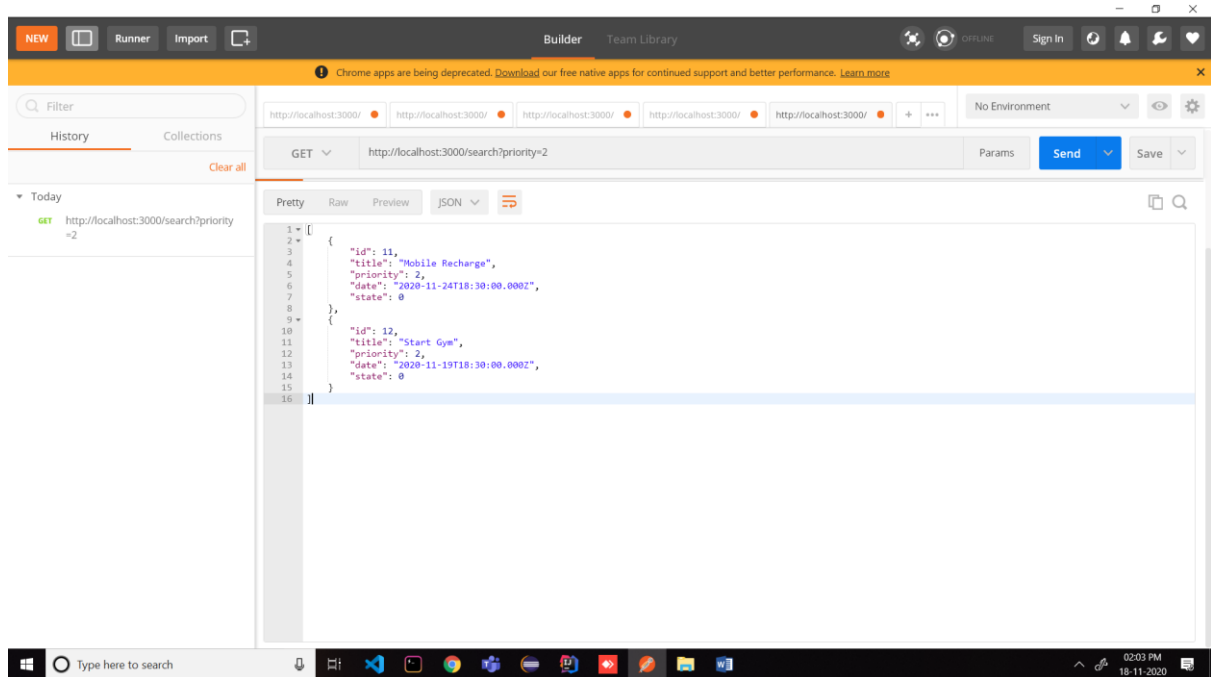 NEW Runner Import Builder Team Library OFFLINE Sign In
Chrome apps are being deprecated. Download our free native apps for continued support and better performance. Learn more
Filter
History Collections
Clear all
Today
GET http://localhost:3000/search?priority
=2
http://localhost:3000/ http://localhost:3000/ http://localhost:3000/ http://localhost:3000/ http://localhost:3000/ + •••
No Environment
GET http://localhost:3000/search?priority=2 Params Send Save
Pretty Raw Preview JSON
1 [
2 {
3 "id": 11,
4 "title": "Mobile Recharge",
5 "priority": 2,
6 "date": "2020-11-24T18:30:00.000Z",
7 "state": 0
8 },
9 {
10 "id": 12,
11 "title": "Start Gym",
12 "priority": 2,
13 "date": "2020-11-19T18:30:00.000Z",
14 "state": 0
15 }
16 ]
Type here to search
02:03 PM
18-11-2020